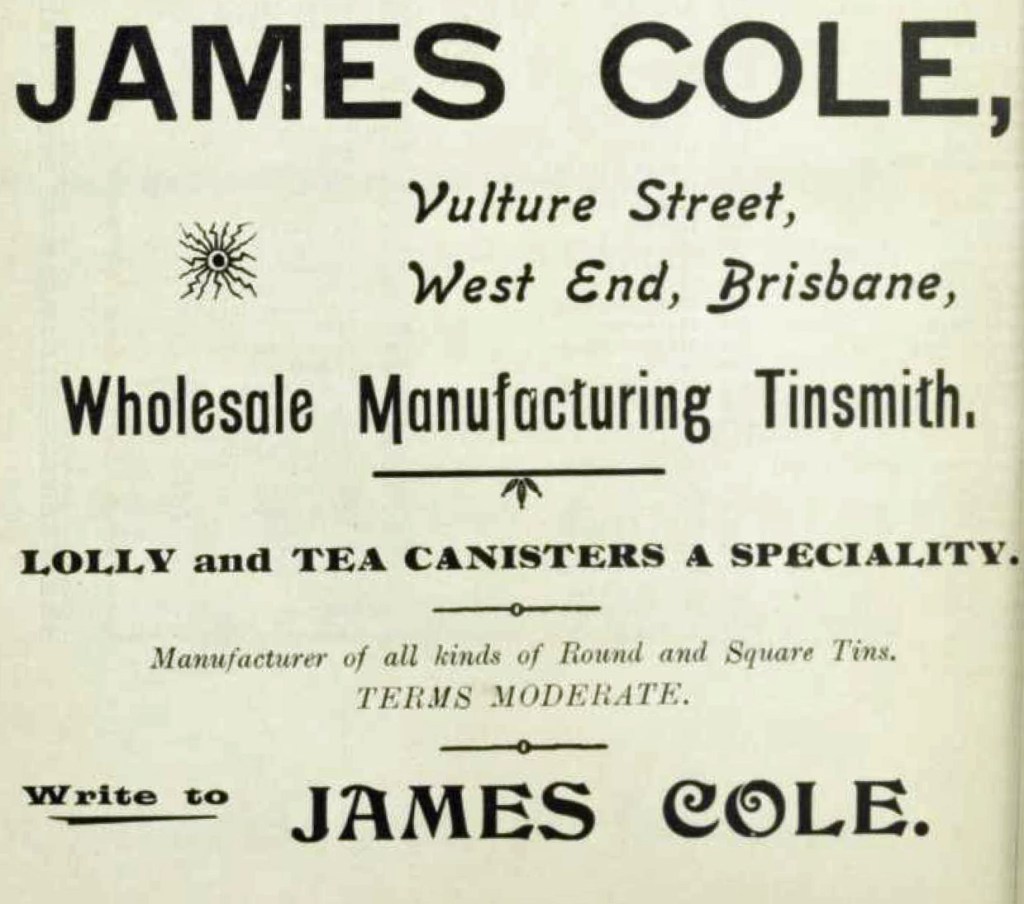 JAMES COLE,
Vulture Street,
West End, Brisbane,
Wholesale Manufacturing Tinsmith.
LOLLY and TEA CANISTERS A SPECIALITY.
Manufacturer of all kinds of Round and Square Tins.
TERMS MODERATE.
Write to JAMES COLE.